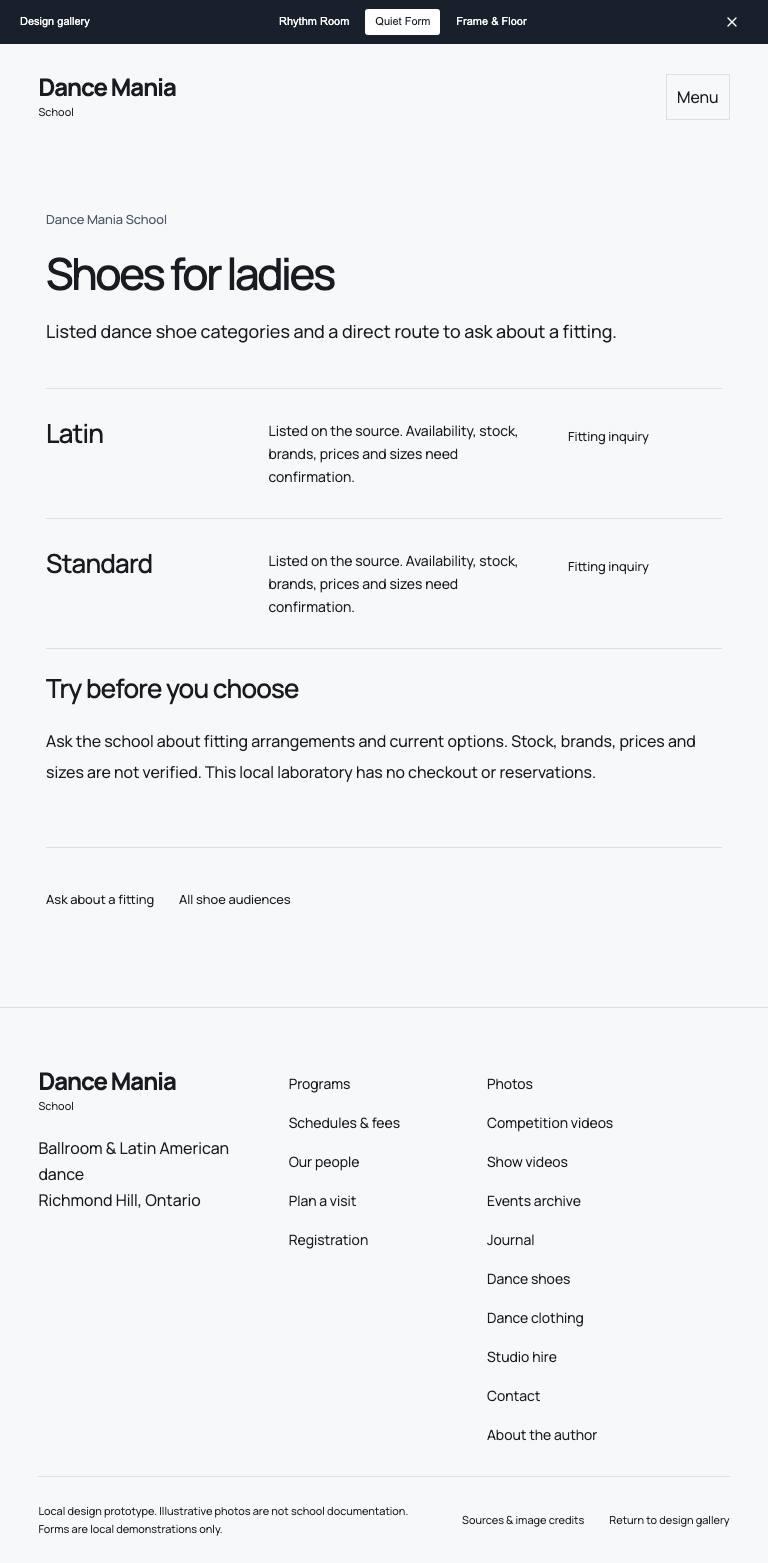 Design gallery
Rhythm Room
Quiet Form
Frame & Floor
×
Dance Mania
School
Menu
Dance Mania School
Shoes for ladies
Listed dance shoe categories and a direct route to ask about a fitting.
Latin
Listed on the source. Availability, stock,
brands, prices and sizes need
confirmation.
Fitting inquiry
Standard
Listed on the source. Availability, stock,
brands, prices and sizes need
confirmation.
Fitting inquiry
Try before you choose
Ask the school about fitting arrangements and current options. Stock, brands, prices and
sizes are not verified. This local laboratory has no checkout or reservations.
Ask about a fitting
All shoe audiences
Dance Mania
School
Ballroom & Latin American
dance
Richmond Hill, Ontario
Programs
Schedules & fees
Our people
Plan a visit
Registration
Photos
Competition videos
Show videos
Events archive
Journal
Dance shoes
Dance clothing
Studio hire
Contact
About the author
Local design prototype. Illustrative photos are not school documentation.
Forms are local demonstrations only.
Sources & image credits
Return to design gallery